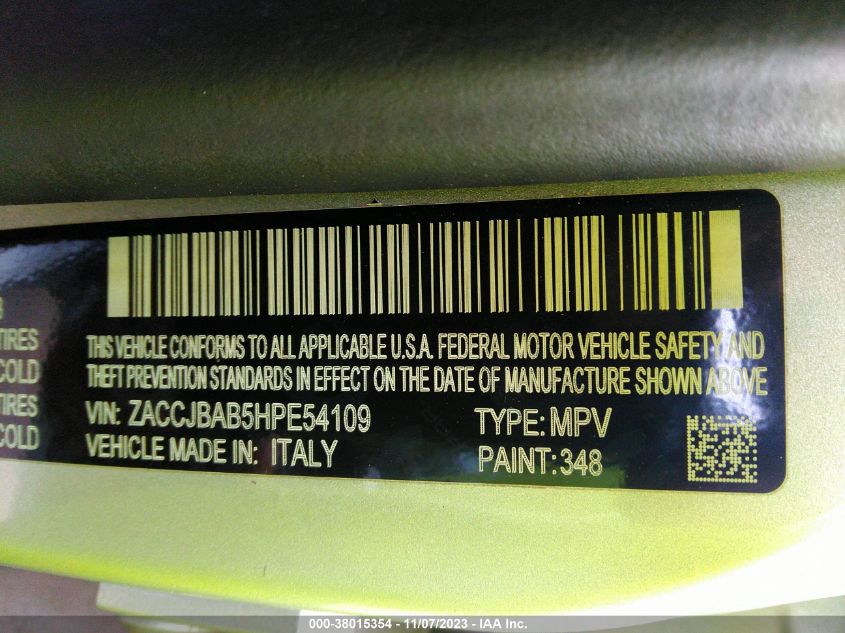 THIS VEHICLE CONFORMS TO ALL APPLICABLE U.S.A. FEDERAL MOTOR VEHICLE SAFETY AND
TIRES
THEFT PREVENTION STANDARDS IN EFFECT ON THE DATE OF MANUFACTURE SHOWN ABOVE
COLD
VIN: ZACCJBAB5HPE54109 TYPE: MPV
TIRES
VEHICLE MADE IN: ITALY PAINT: 348
COLD
000-38015354 - 11/07/2023 - IAA Inc.